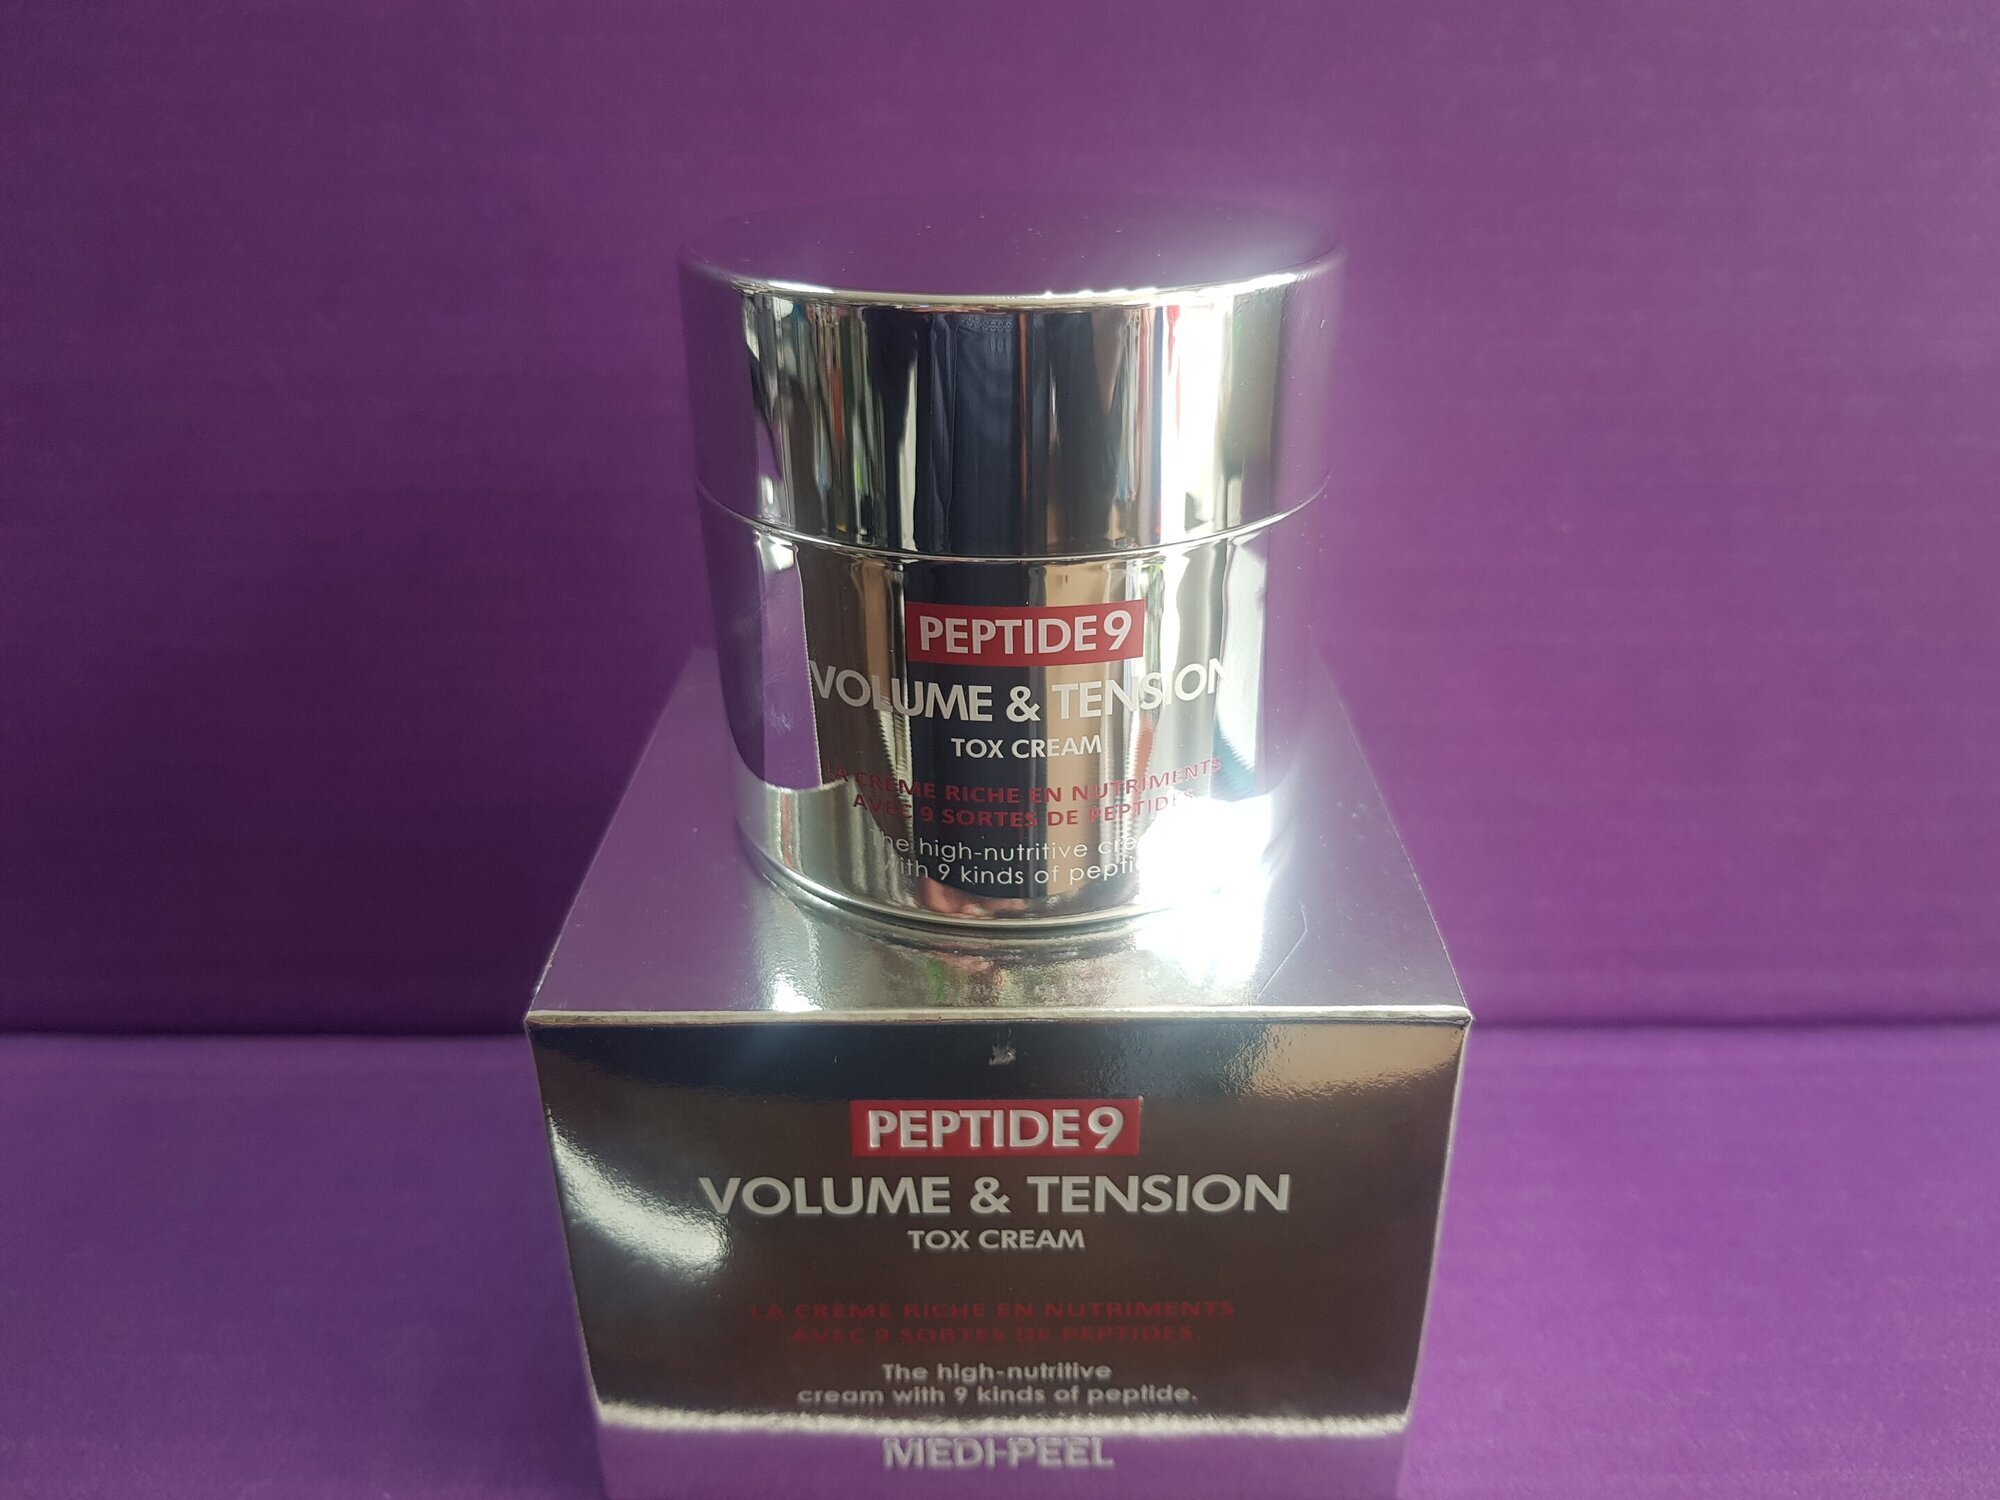 PEPTIDE 9
VOLUME & TENSION
TOX CREAM
LA CRÈME RICHE EN NUTRIMENTS
AVEC 9 SORTES DE PEPTIDES
high-nutritive
with 9 kinds of
PEPTIDE 9
VOLUME & TENSION
TOX CREAM
LA CRÈME RICHE EN NUTRIMENTS
AVEC 9 SORTES DE PEPTIDES.
The high-nutritive
cream with 9 kinds of peptide.
MEDI-PEEL